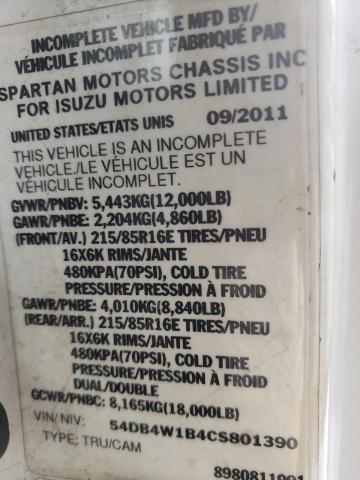 INCOMPLETE VEHICLE MFD BY/
VÉHICULE INCOMPLET FABRIQUÉ PAR
SPARTAN MOTORS CHASSIS INC
FOR ISUZU MOTORS LIMITED
UNITED STATES/ETATS UNIS 09/2011
THIS VEHICLE IS AN INCOMPLETE
VEHICLE./LE VÉHICULE EST UN
VÉHICULE INCOMPLET.
GVWR/PNBV: 5,443KG(12,000LB)
GAWR/PNBE: 2,204KG(4,860LB)
(FRONT/AV.) 215/85R16E TIRES/PNEU
16X6K RIMS/JANTE
480KPA(70PSI), COLD TIRE
PRESSURE/PRESSION À FROID
GAWR/PNBE: 4,010KG(8,840LB)
(REAR/ARR.) 215/85R16E TIRES/PNEU
16X6K RIMS/JANTE
480KPA(70PSI), COLD TIRE
PRESSURE/PRESSION À FROID
DUAL/DOUBLE
GCWR/PNBC: 8,165KG(18,000LB)
VIN/NIV: 54DB4W1B4CS801390
TYPE: TRU/CAM